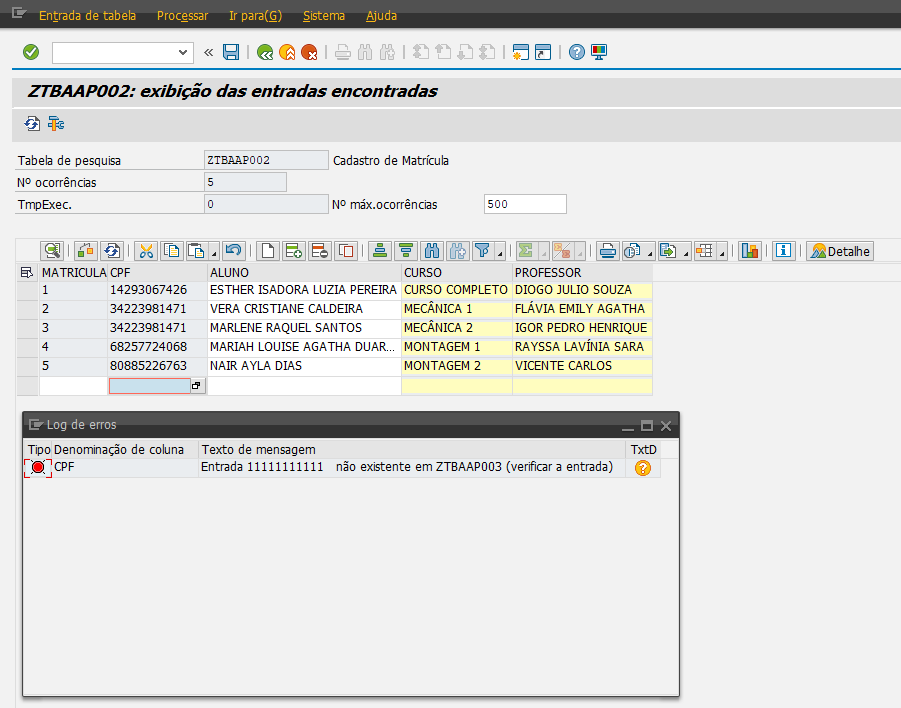 Entrada de tabela Processar Ir para(G) Sistema Ajuda
ZTBAAP002: exibição das entradas encontradas
Tabela de pesquisa ZTBAAP002 Cadastro de Matrícula
Nº ocorrências 5
TmpExec. 0 Nº máx.ocorrências 500
Detalhe
MATRICULA CPF ALUNO CURSO PROFESSOR
1 14293067426 ESTHER ISADORA LUZIA PEREIRA CURSO COMPLETO DIOGO JULIO SOUZA
2 34223981471 VERA CRISTIANE CALDEIRA MECÂNICA 1 FLÁVIA EMILY AGATHA
3 34223981471 MARLENE RAQUEL SANTOS MECÂNICA 2 IGOR PEDRO HENRIQUE
4 68257724068 MARIAH LOUISE AGATHA DUAR... MONTAGEM 1 RAYSSA LAVÍNIA SARA
5 80885226763 NAIR AYLA DIAS MONTAGEM 2 VICENTE CARLOS
Log de erros
Tipo Denominação de coluna Texto de mensagem TxtD
CPF Entrada 11111111111 não existente em ZTBAAP003 (verificar a entrada)